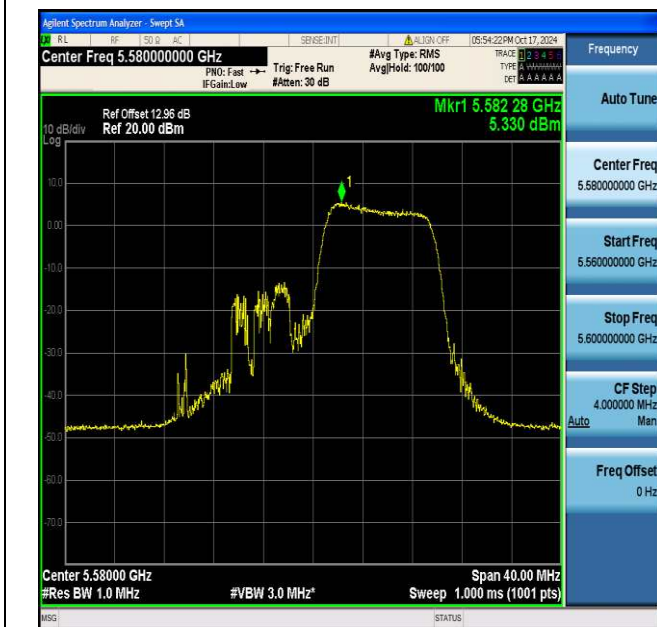 Agilent Spectrum Analyzer - Swept SA
RL RF 50 Ω AC SENSE:INT ALIGN OFF 05:54:22 PM Oct 17, 2024
Center Freq 5.580000000 GHz
PNO: Fast
IFGain:Low
Trig: Free Run
#Atten: 30 dB
#Avg Type: RMS
Avg|Hold: 100/100
TRACE 1 2 3 4 5 6
TYPE A WWWWW
DET A A A A A A
Ref Offset 12.96 dB
Ref 20.00 dBm
10 dB/div
Log
Mkr1 5.582 28 GHz
5.330 dBm
1
10.0
0.00
-10.0
-20.0
-30.0
-40.0
-50.0
-60.0
-70.0
Center 5.58000 GHz
Span 40.00 MHz
#Res BW 1.0 MHz
#VBW 3.0 MHz*
Sweep 1.000 ms (1001 pts)
MSG
STATUS
Frequency
Auto Tune
Center Freq
5.580000000 GHz
Start Freq
5.560000000 GHz
Stop Freq
5.600000000 GHz
CF Step
4.000000 MHz
Auto Man
Freq Offset
0 Hz